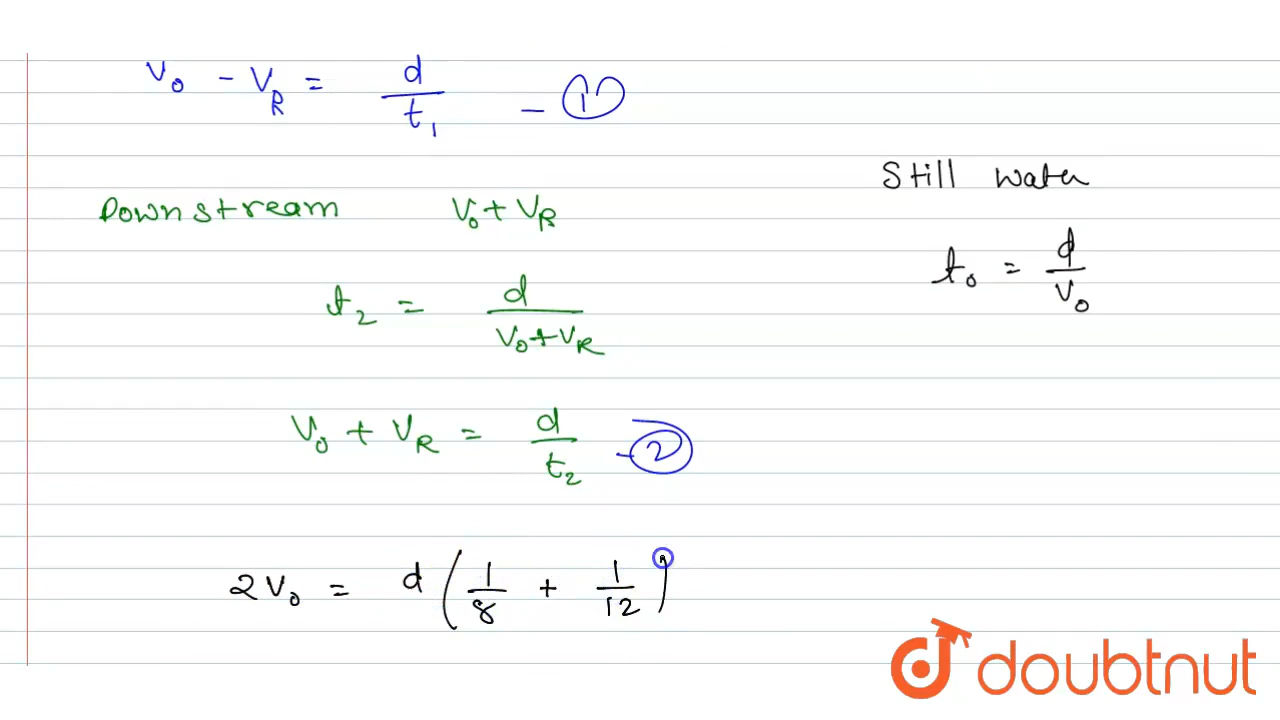 V₀ - V_R = d/t₁ - ①
Still water
Downstream V₀ + V_R
t₀ = d/V₀
t₂ = d/(V₀ + V_R)
V₀ + V_R = d/t₂ - ②
2V₀ = d(1/8 + 1/12)
doubtnut